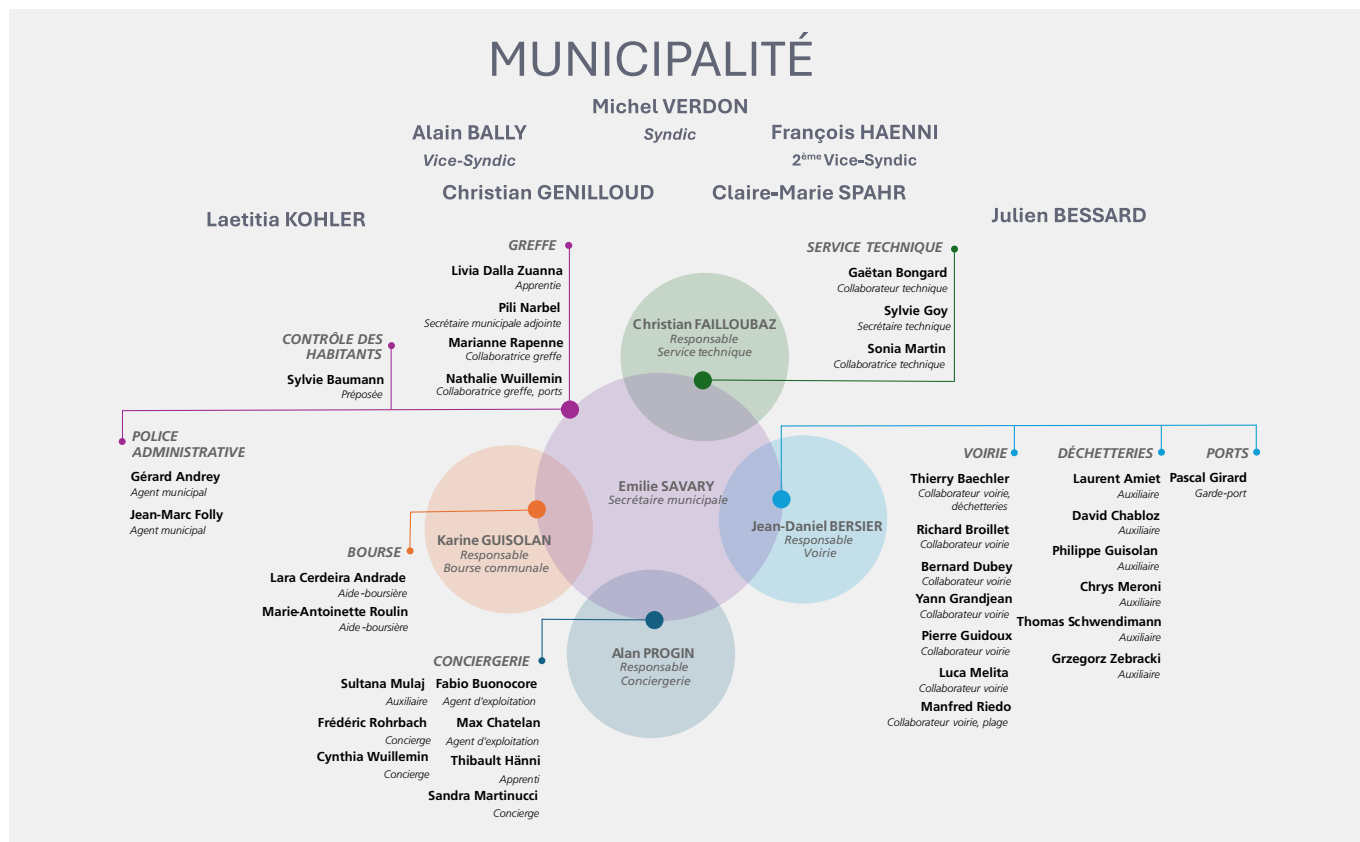 MUNICIPALITÉ
Michel VERDON
Syndic
Alain BALLY
Vice-Syndic
François HAENNI
2ème Vice-Syndic
Christian GENILLOUD
Claire-Marie SPAHR
Laetitia KOHLER
Julien BESSARD
GREFFE
Livia Dalla Zuanna
Apprentie
Pili Narbel
Secrétaire municipale adjointe
Marianne Rapenne
Collaboratrice greffe
Nathalie Wuillemin
Collaboratrice greffe, ports
CONTRÔLE DES
HABITANTS
Sylvie Baumann
Préposée
POLICE
ADMINISTRATIVE
Gérard Andrey
Agent municipal
Jean-Marc Folly
Agent municipal
SERVICE TECHNIQUE
Gaëtan Bongard
Collaborateur technique
Sylvie Goy
Secrétaire technique
Sonia Martin
Collaboratrice technique
Christian FAILLOUBAZ
Responsable
Service technique
Emilie SAVARY
Secrétaire municipale
Jean-Daniel BERSIER
Responsable
Voirie
Karine GUISOLAN
Responsable
Bourse communale
Alan PROGIN
Responsable
Conciergerie
BOURSE
Lara Cerdeira Andrade
Aide-boursière
Marie-Antoinette Roulin
Aide-boursière
CONCIERGERIE
Sultana Mulaj
Auxiliaire
Frédéric Rohrbach
Concierge
Cynthia Wuillemin
Concierge
Fabio Buonocore
Agent d'exploitation
Max Chatelan
Agent d'exploitation
Thibault Hänni
Apprenti
Sandra Martinucci
Concierge
VOIRIE
Thierry Baechler
Collaborateur voirie,
déchetteries
Richard Broillet
Collaborateur voirie
Bernard Dubey
Collaborateur voirie
Yann Grandjean
Collaborateur voirie
Pierre Guidoux
Collaborateur voirie
Luca Melita
Collaborateur voirie
Manfred Riedo
Collaborateur voirie, plage
DÉCHETTERIES
Laurent Amiet
Auxiliaire
David Chabloz
Auxiliaire
Philippe Guisolan
Auxiliaire
Chrys Meroni
Auxiliaire
Thomas Schwendimann
Auxiliaire
Grzegorz Zebracki
Auxiliaire
PORTS
Pascal Girard
Garde-port